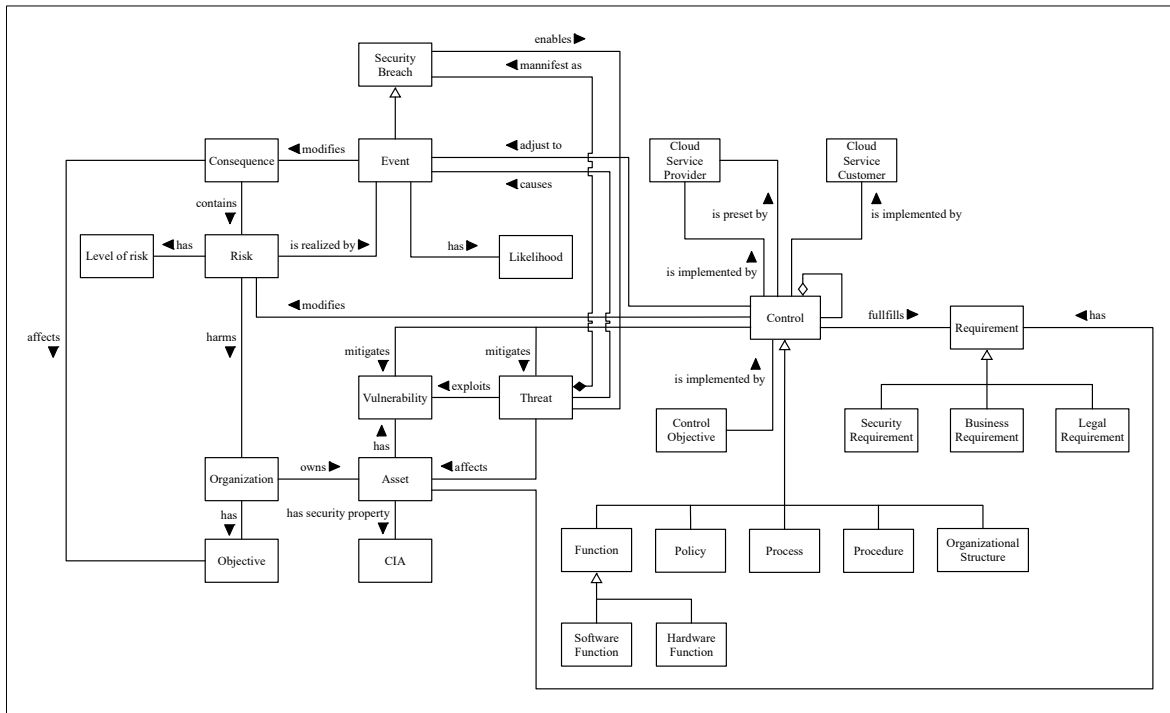 enables
Security
Breach
mannifest as
Consequence
modifies
Event
adjust to
Cloud
Service
Provider
Cloud
Service
Customer
causes
contains
is preset by
is implemented by
Level of risk
has
Risk
is realized by
has
Likelihood
is implemented by
modifies
Control
fullfills
Requirement
has
affects
harms
mitigates
mitigates
is implemented by
Vulnerability
exploits
Threat
Control
Objective
Security
Requirement
Business
Requirement
Legal
Requirement
has
Organization
owns
Asset
affects
has
has security property
Objective
CIA
Function
Policy
Process
Procedure
Organizational
Structure
Software
Function
Hardware
Function